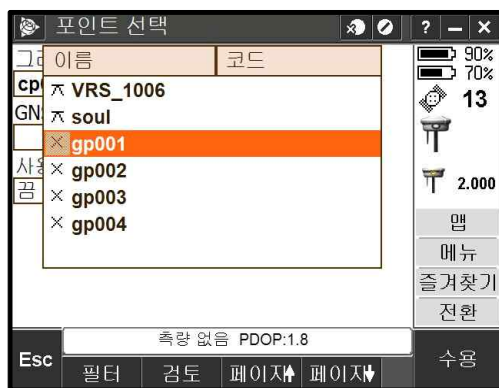 포인트 선택
? – ×
이름 코드
VRS_1006
soul
gp001
gp002
gp003
gp004
90%
70%
13
2.000
맵
메뉴
즐겨찾기
전환
측량 없음 PDOP:1.8
Esc
필터 검토 페이지 페이지
수용